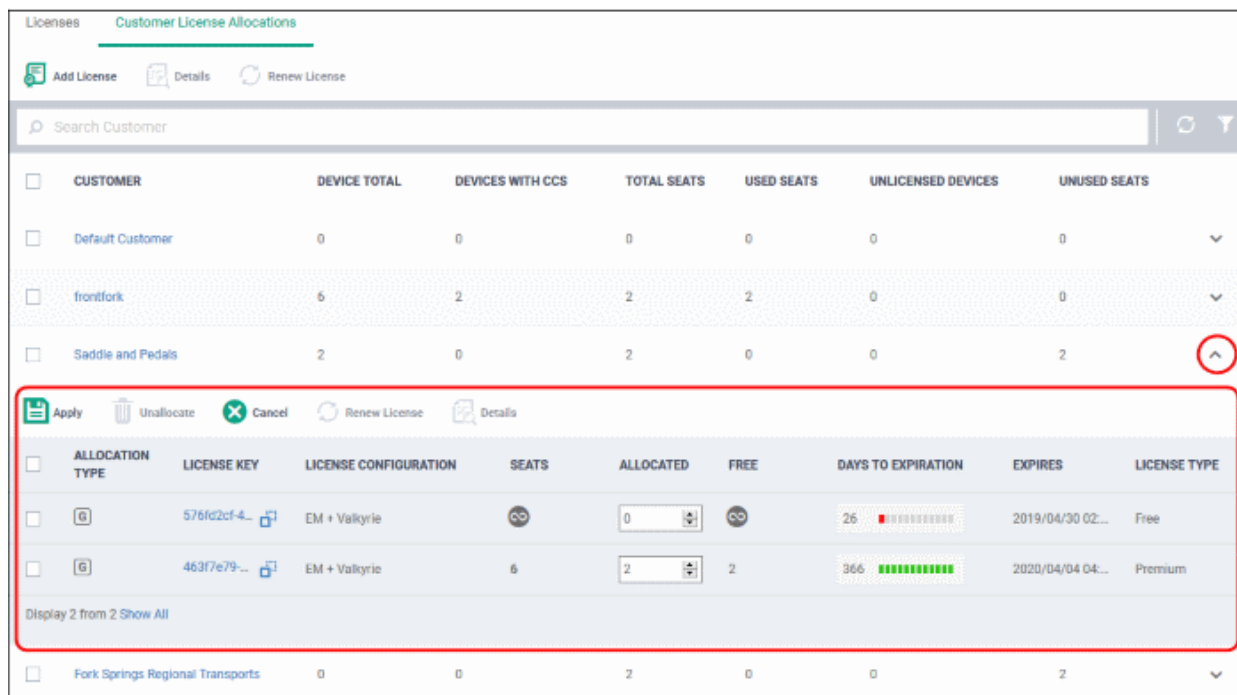 Licenses Customer License Allocations
Add License Details Renew License
Search Customer
CUSTOMER DEVICE TOTAL DEVICES WITH CCS TOTAL SEATS USED SEATS UNLICENSED DEVICES UNUSED SEATS
Default Customer 0 0 0 0 0 0
frontfork 6 2 2 2 0 0
Saddle and Pedals 2 0 2 0 0 2
Apply Unallocate Cancel Renew License Details
ALLOCATION TYPE LICENSE KEY LICENSE CONFIGURATION SEATS ALLOCATED FREE DAYS TO EXPIRATION EXPIRES LICENSE TYPE
G 576fd2cf-4... EM + Valkyrie 0 26 2019/04/30 02:... Free
G 463f7e79-... EM + Valkyrie 6 2 2 366 2020/04/04 04:... Premium
Display 2 from 2 Show All
Fork Springs Regional Transports 0 0 2 0 0 2